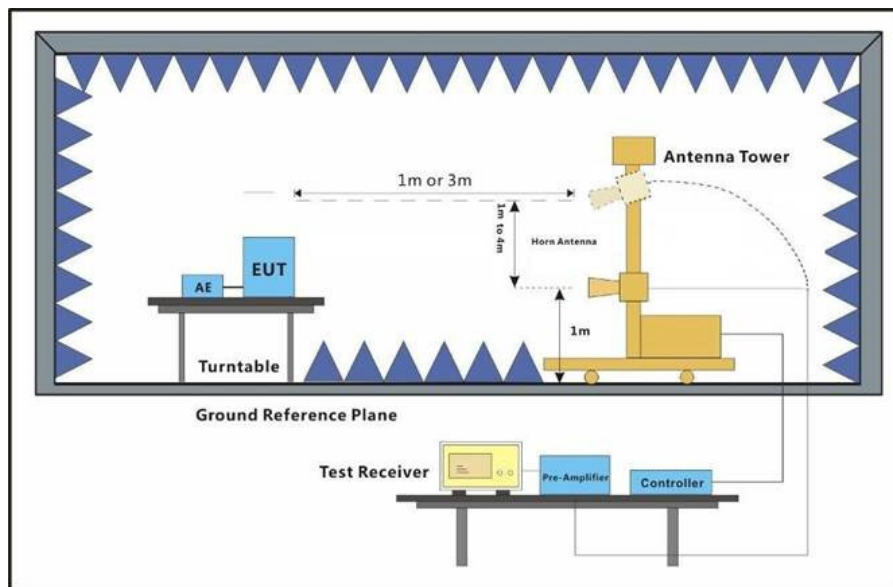 Antenna Tower
1m or 3m
1m to 4m
Horn Antenna
EUT
AE
1m
Turntable
Ground Reference Plane
Test Receiver
Pre-Amplifier
Controller